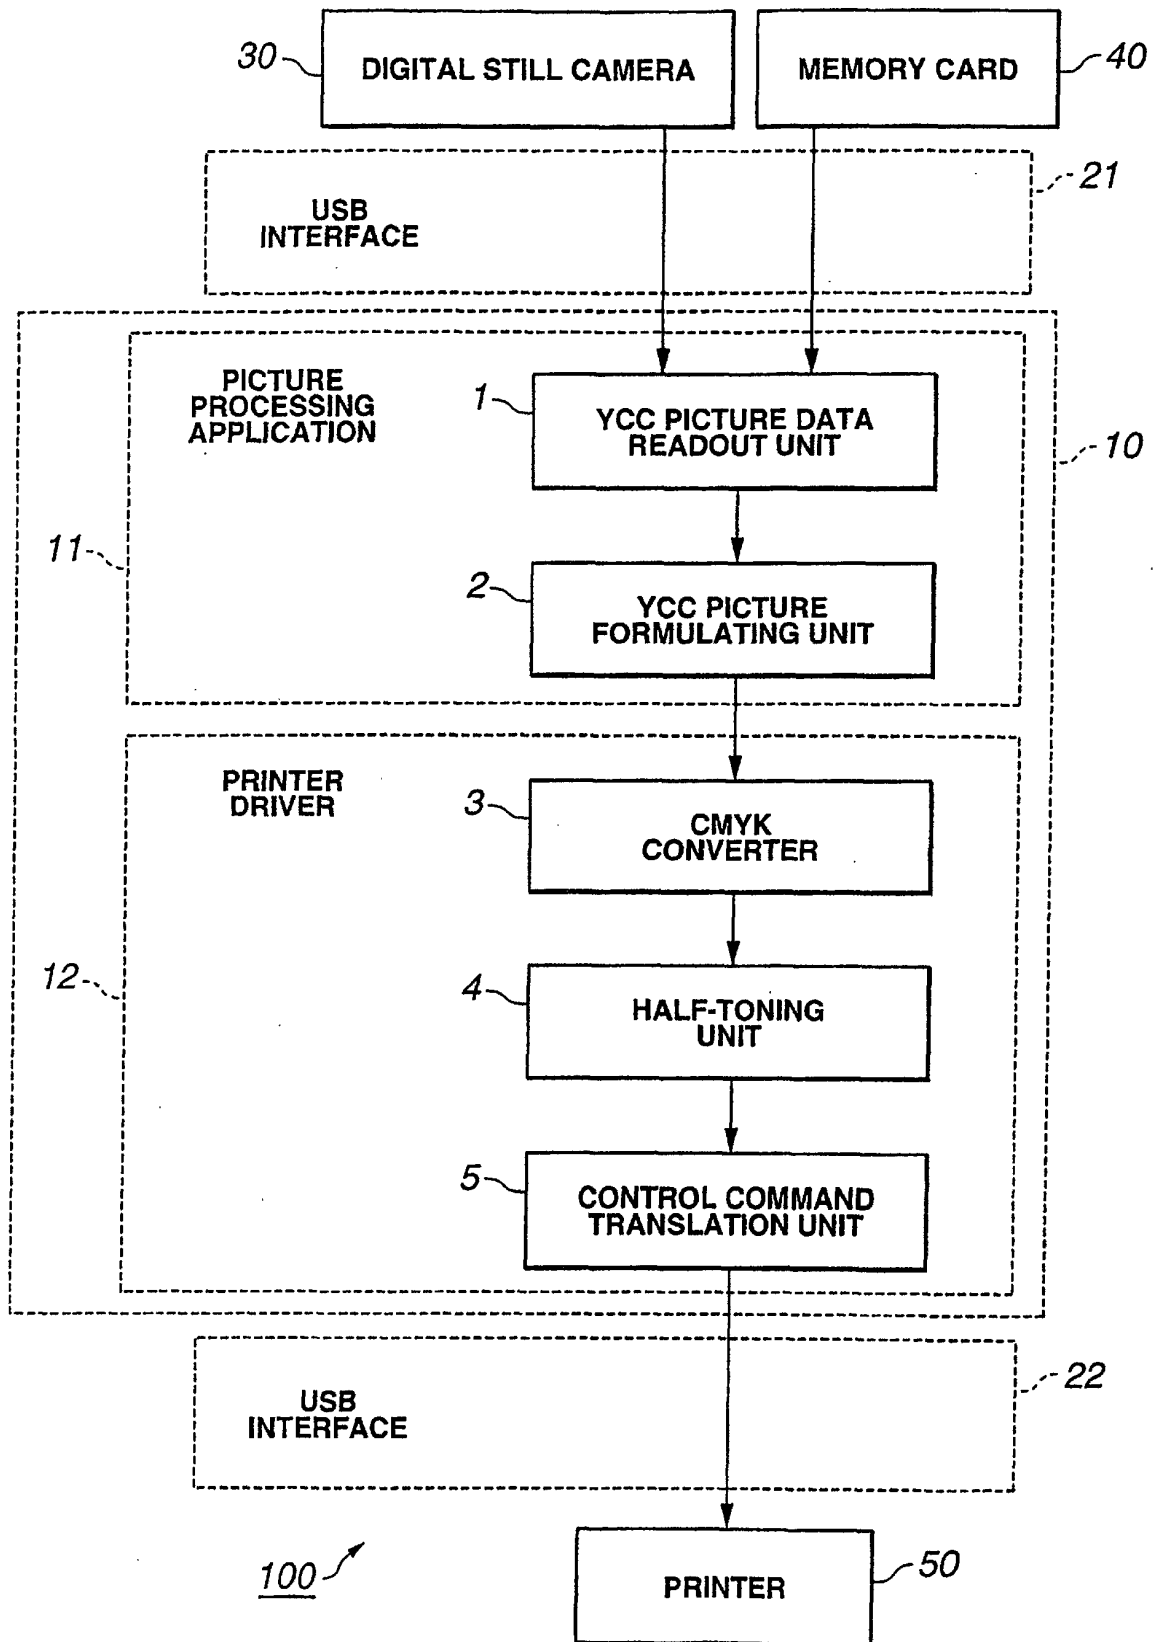 30
DIGITAL STILL CAMERA
MEMORY CARD
40
21
USB
INTERFACE
PICTURE
PROCESSING
APPLICATION
1
YCC PICTURE DATA
READOUT UNIT
10
11
2
YCC PICTURE
FORMULATING UNIT
PRINTER
DRIVER
3
CMYK
CONVERTER
12
4
HALF-TONING
UNIT
5
CONTROL COMMAND
TRANSLATION UNIT
22
USB
INTERFACE
100
PRINTER
50